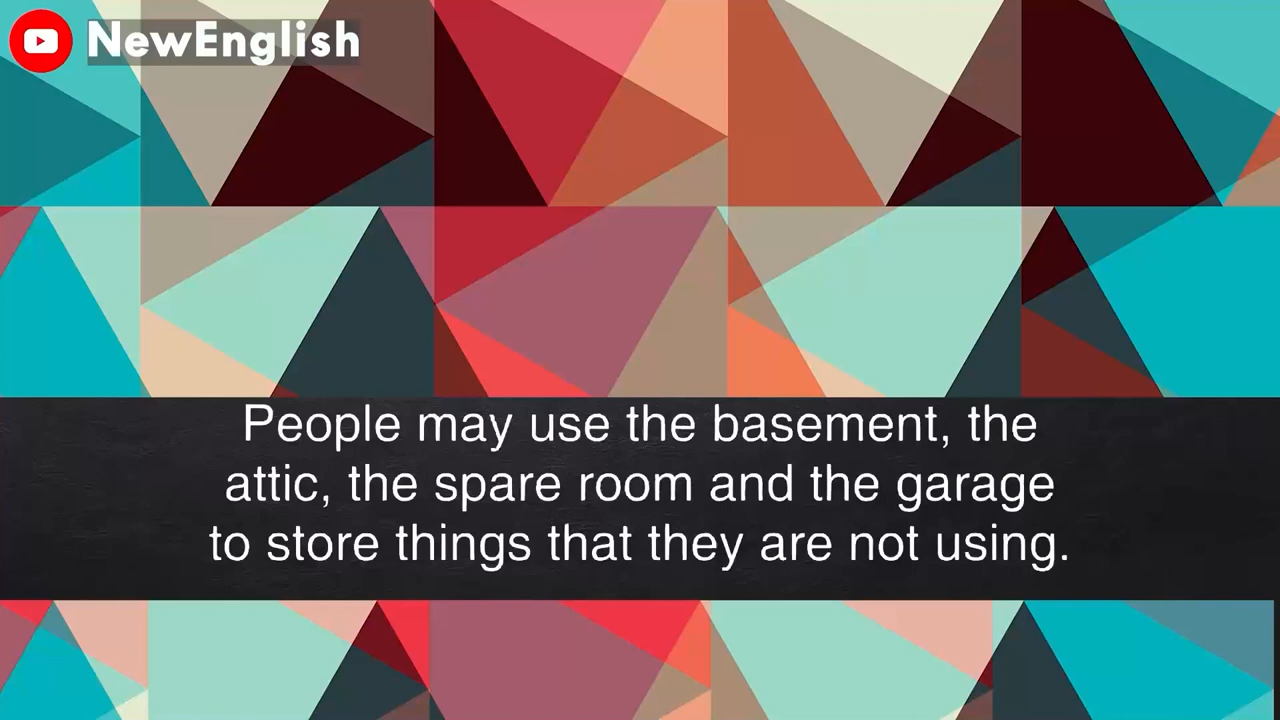 NewEnglish
People may use the basement, the
attic, the spare room and the garage
to store things that they are not using.